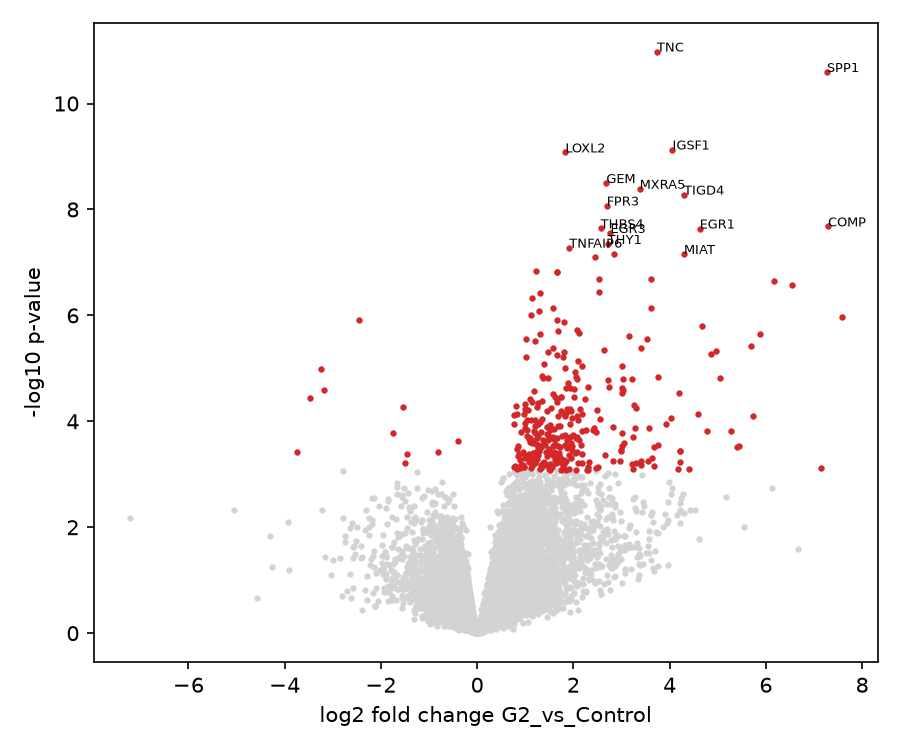 TNC
SPP1
LOXL2
IGSF1
GEM
MXRA5
TIGD4
FPR3
THBS4
EGR3
EGR1
COMP
TNFAIP6
THY1
MIAT
10
8
6
4
2
0
-log10 p-value
−6 −4 −2 0 2 4 6 8
log2 fold change G2_vs_Control